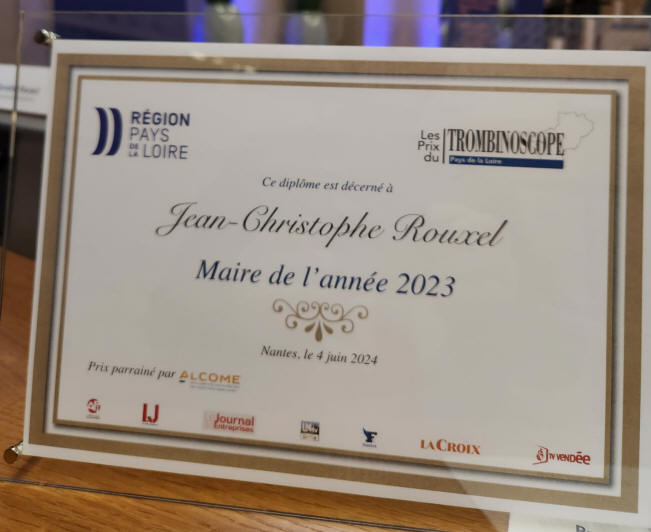 RÉGION
PAYS
DE LA LOIRE
Les Prix du
TROMBINOSCOPE
Pays de la Loire
Ce diplôme est décerné à
Jean-Christophe Rouxel
Maire de l'année 2023
Nantes, le 4 juin 2024
Prix parrainé par ALCOME
LJ
Journal
Entreprises
LA CROIX
TV VENDÉE